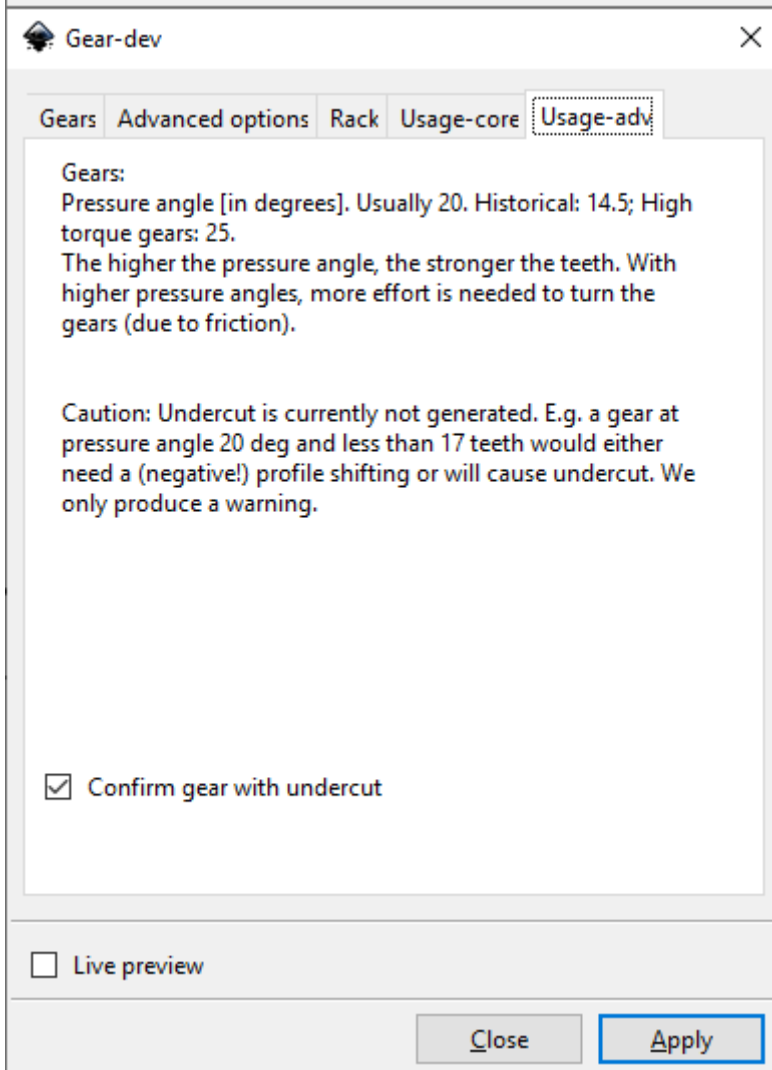 Gear-dev
Gears Advanced options Rack Usage-core Usage-adv
Gears:
Pressure angle [in degrees]. Usually 20. Historical: 14.5; High
torque gears: 25.
The higher the pressure angle, the stronger the teeth. With
higher pressure angles, more effort is needed to turn the
gears (due to friction).
Caution: Undercut is currently not generated. E.g. a gear at
pressure angle 20 deg and less than 17 teeth would either
need a (negative!) profile shifting or will cause undercut. We
only produce a warning.
Confirm gear with undercut
Live preview
Close Apply